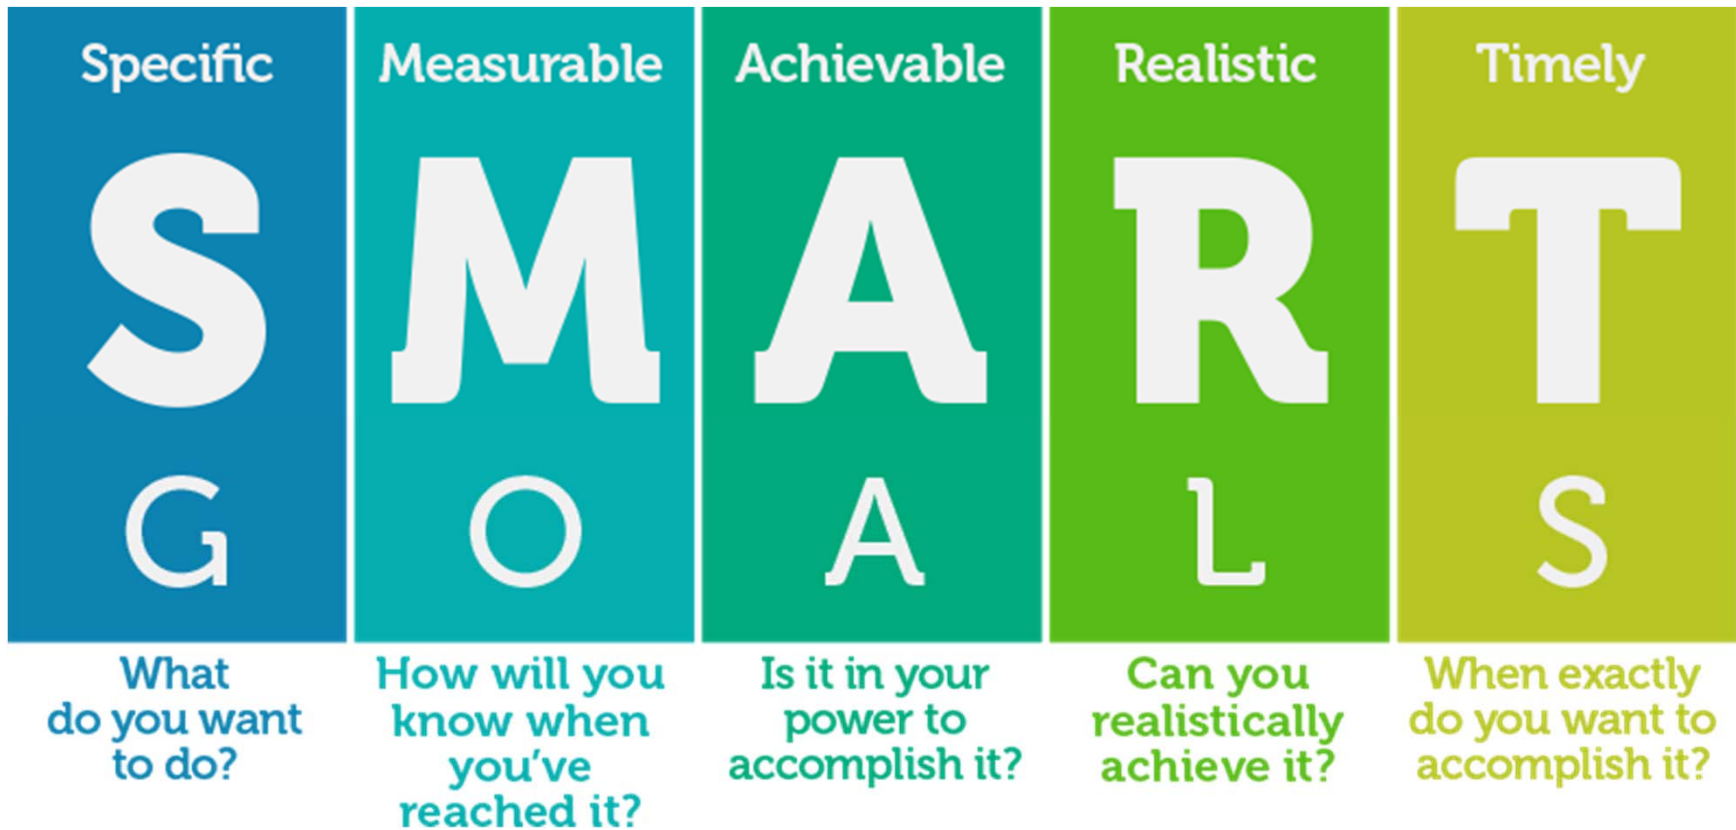 Specific
Measurable
Achievable
Realistic
Timely
S M A R T
G O A L S
What
do you want
to do?
How will you
know when
you've
reached it?
Is it in your
power to
accomplish it?
Can you
realistically
achieve it?
When exactly
do you want to
accomplish it?